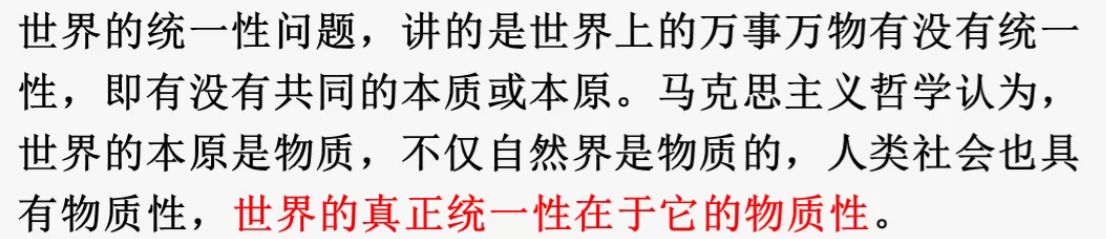 世界的统一性问题，讲的是世界上的万事万物有没有统一
性，即有没有共同的本质或本原。马克思主义哲学认为，
世界的本原是物质，不仅自然界是物质的，人类社会也具
有物质性，世界的真正统一性在于它的物质性。